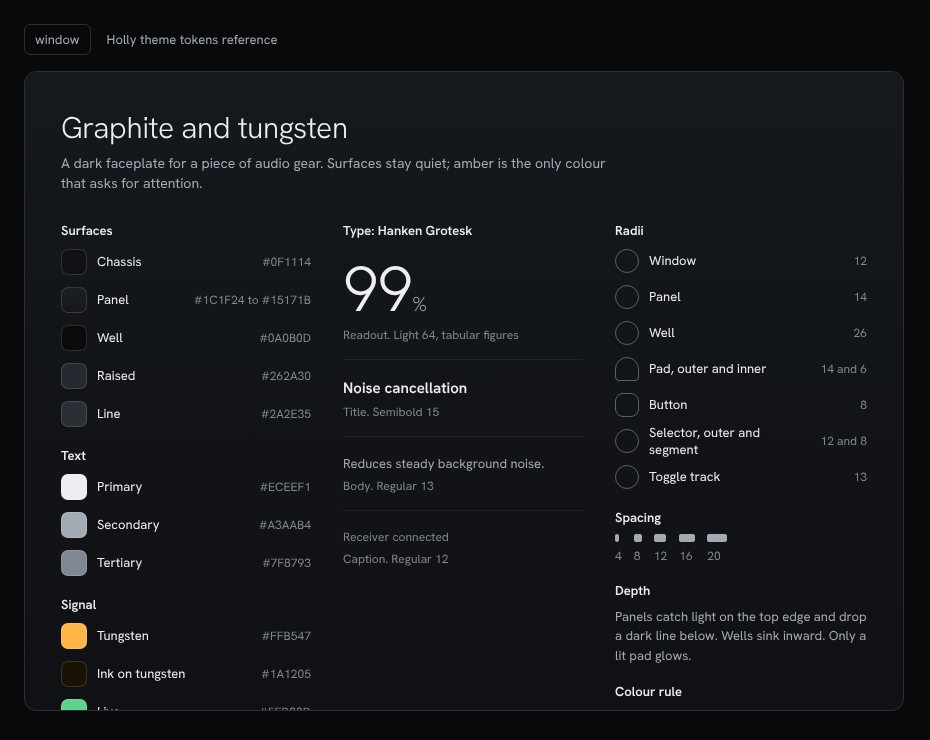 window
Holly theme tokens reference
Graphite and tungsten
A dark faceplate for a piece of audio gear. Surfaces stay quiet; amber is the only colour
that asks for attention.
Surfaces
Chassis #0F1114
Panel #1C1F24 to #15171B
Well #0A0B0D
Raised #262A30
Line #2A2E35
Text
Primary #ECEEF1
Secondary #A3AAB4
Tertiary #7F8793
Signal
Tungsten #FFB547
Ink on tungsten #1A1205
Type: Hanken Grotesk
99%
Readout. Light 64, tabular figures
Noise cancellation
Title. Semibold 15
Reduces steady background noise.
Body. Regular 13
Receiver connected
Caption. Regular 12
Radii
Window 12
Panel 14
Well 26
Pad, outer and inner 14 and 6
Button 8
Selector, outer and
segment 12 and 8
Toggle track 13
Spacing
4 8 12 16 20
Depth
Panels catch light on the top edge and drop
a dark line below. Wells sink inward. Only a
lit pad glows.
Colour rule